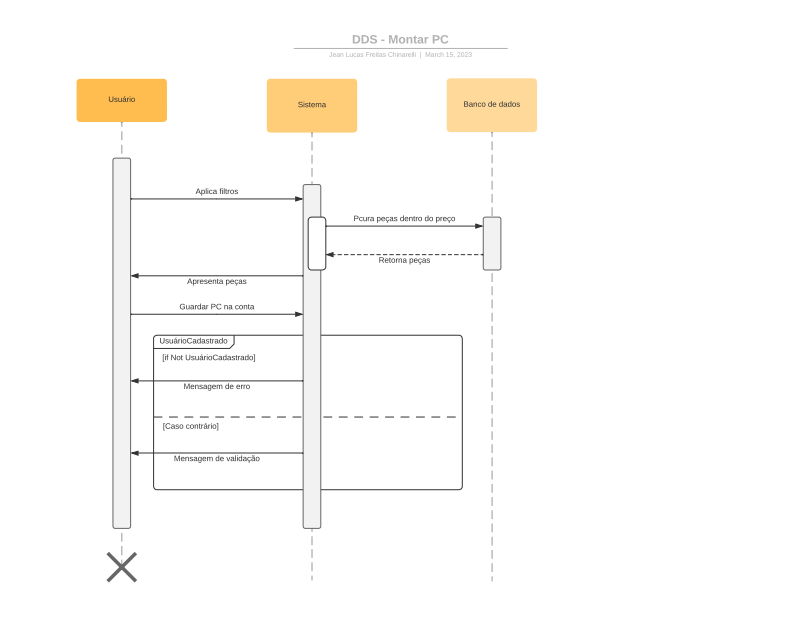 DDS - Montar PC
Jean Lucas Freitas Chinarelli | March 15, 2023
Usuário
Sistema
Banco de dados
Aplica filtros
Pcura peças dentro do preço
Retorna peças
Apresenta peças
Guardar PC na conta
UsuárioCadastrado
[if Not UsuárioCadastrado]
Mensagem de erro
[Caso contrário]
Mensagem de validação